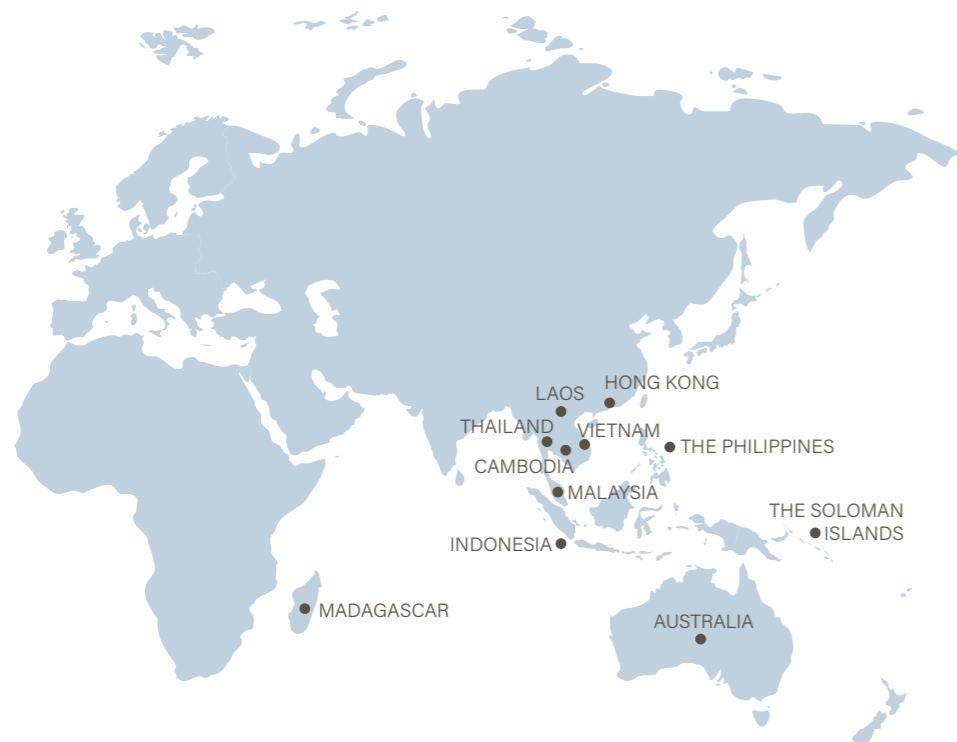 HONG KONG
LAOS
THAILAND
VIETNAM
THE PHILIPPINES
CAMBODIA
MALAYSIA
THE SOLOMAN
ISLANDS
INDONESIA
MADAGASCAR
AUSTRALIA